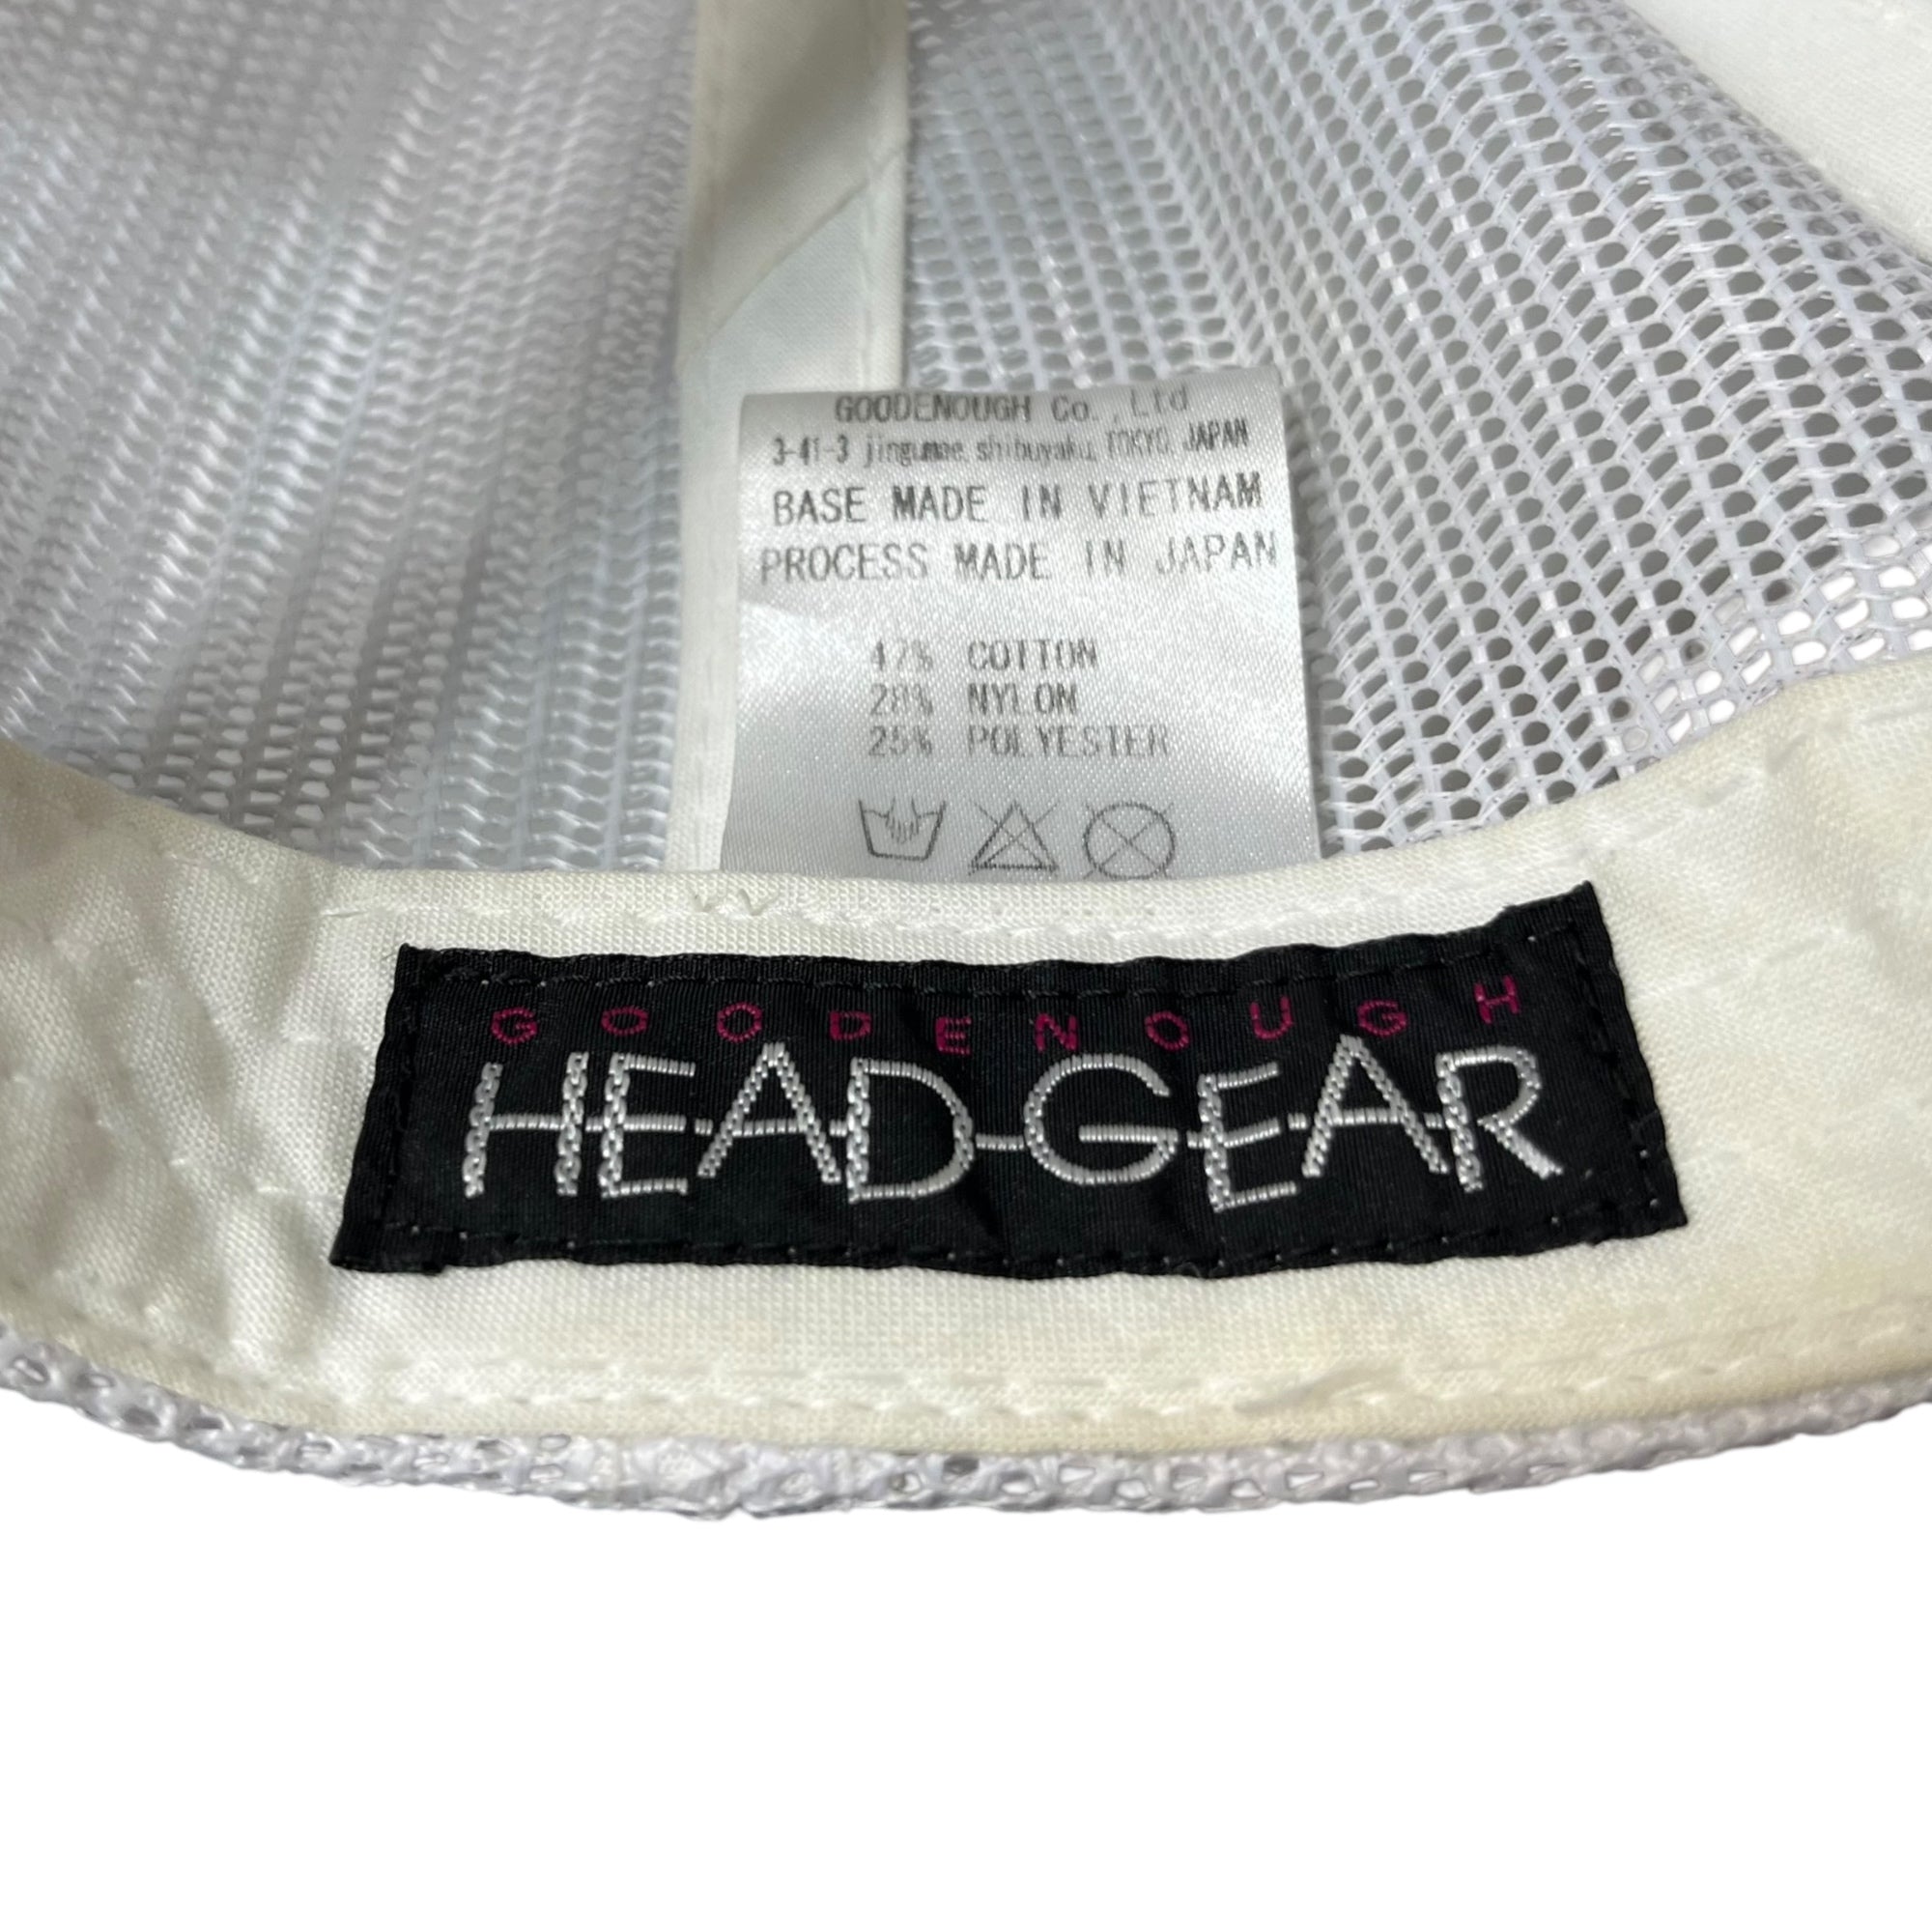 GOODENOUGH Co.,Ltd
3-41-3 jingumae, shibuyaku, TOKYO, JAPAN
BASE MADE IN VIETNAM
PROCESS MADE IN JAPAN
47% COTTON
28% NYLON
25% POLYESTER
GOODENOUGH
HEAD-GEAR